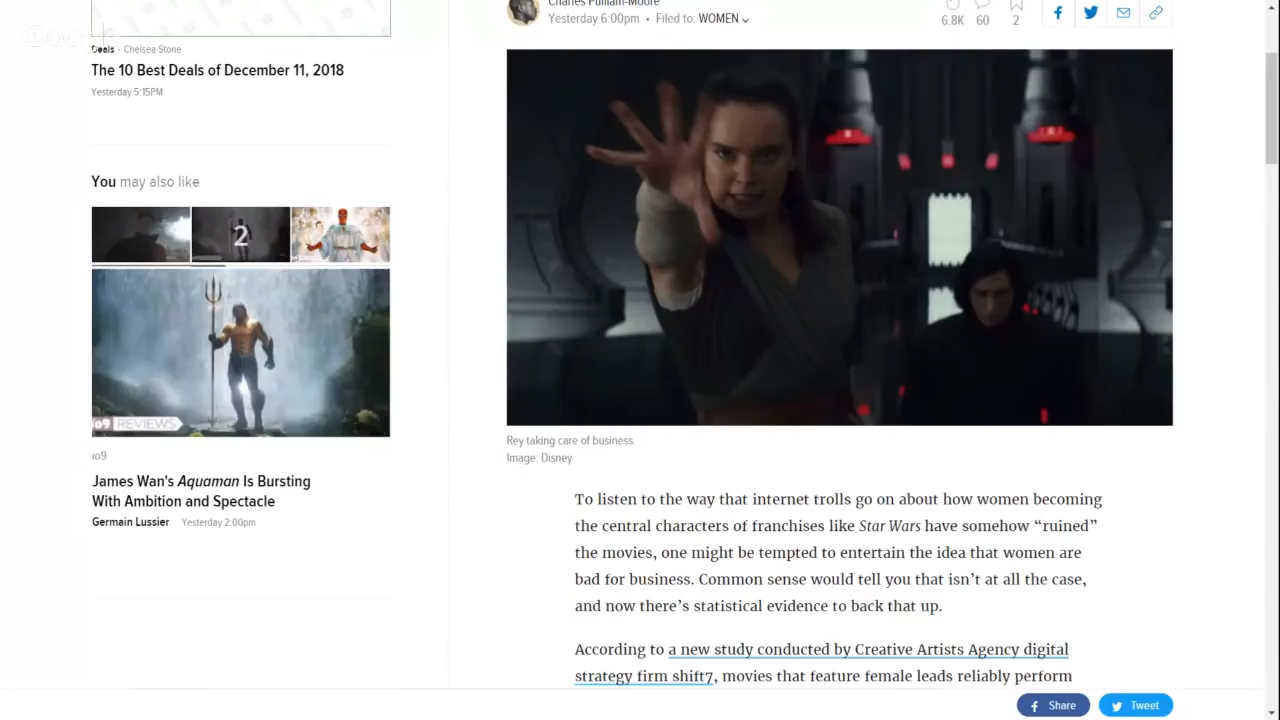 Google
Deals • Chelsea Stone
The 10 Best Deals of December 11, 2018
Yesterday 5:15PM
You may also like
2
io9 REVIEWS
io9
James Wan's Aquaman Is Bursting
With Ambition and Spectacle
Germain Lussier Yesterday 2:00pm
Charles Pulliam-Moore
Yesterday 6:00pm • Filed to: WOMEN
6.8K 60 2
Rey taking care of business.
Image: Disney
To listen to the way that internet trolls go on about how women becoming
the central characters of franchises like Star Wars have somehow “ruined”
the movies, one might be tempted to entertain the idea that women are
bad for business. Common sense would tell you that isn’t at all the case,
and now there’s statistical evidence to back that up.
According to a new study conducted by Creative Artists Agency digital
strategy firm shift7, movies that feature female leads reliably perform
Share Tweet